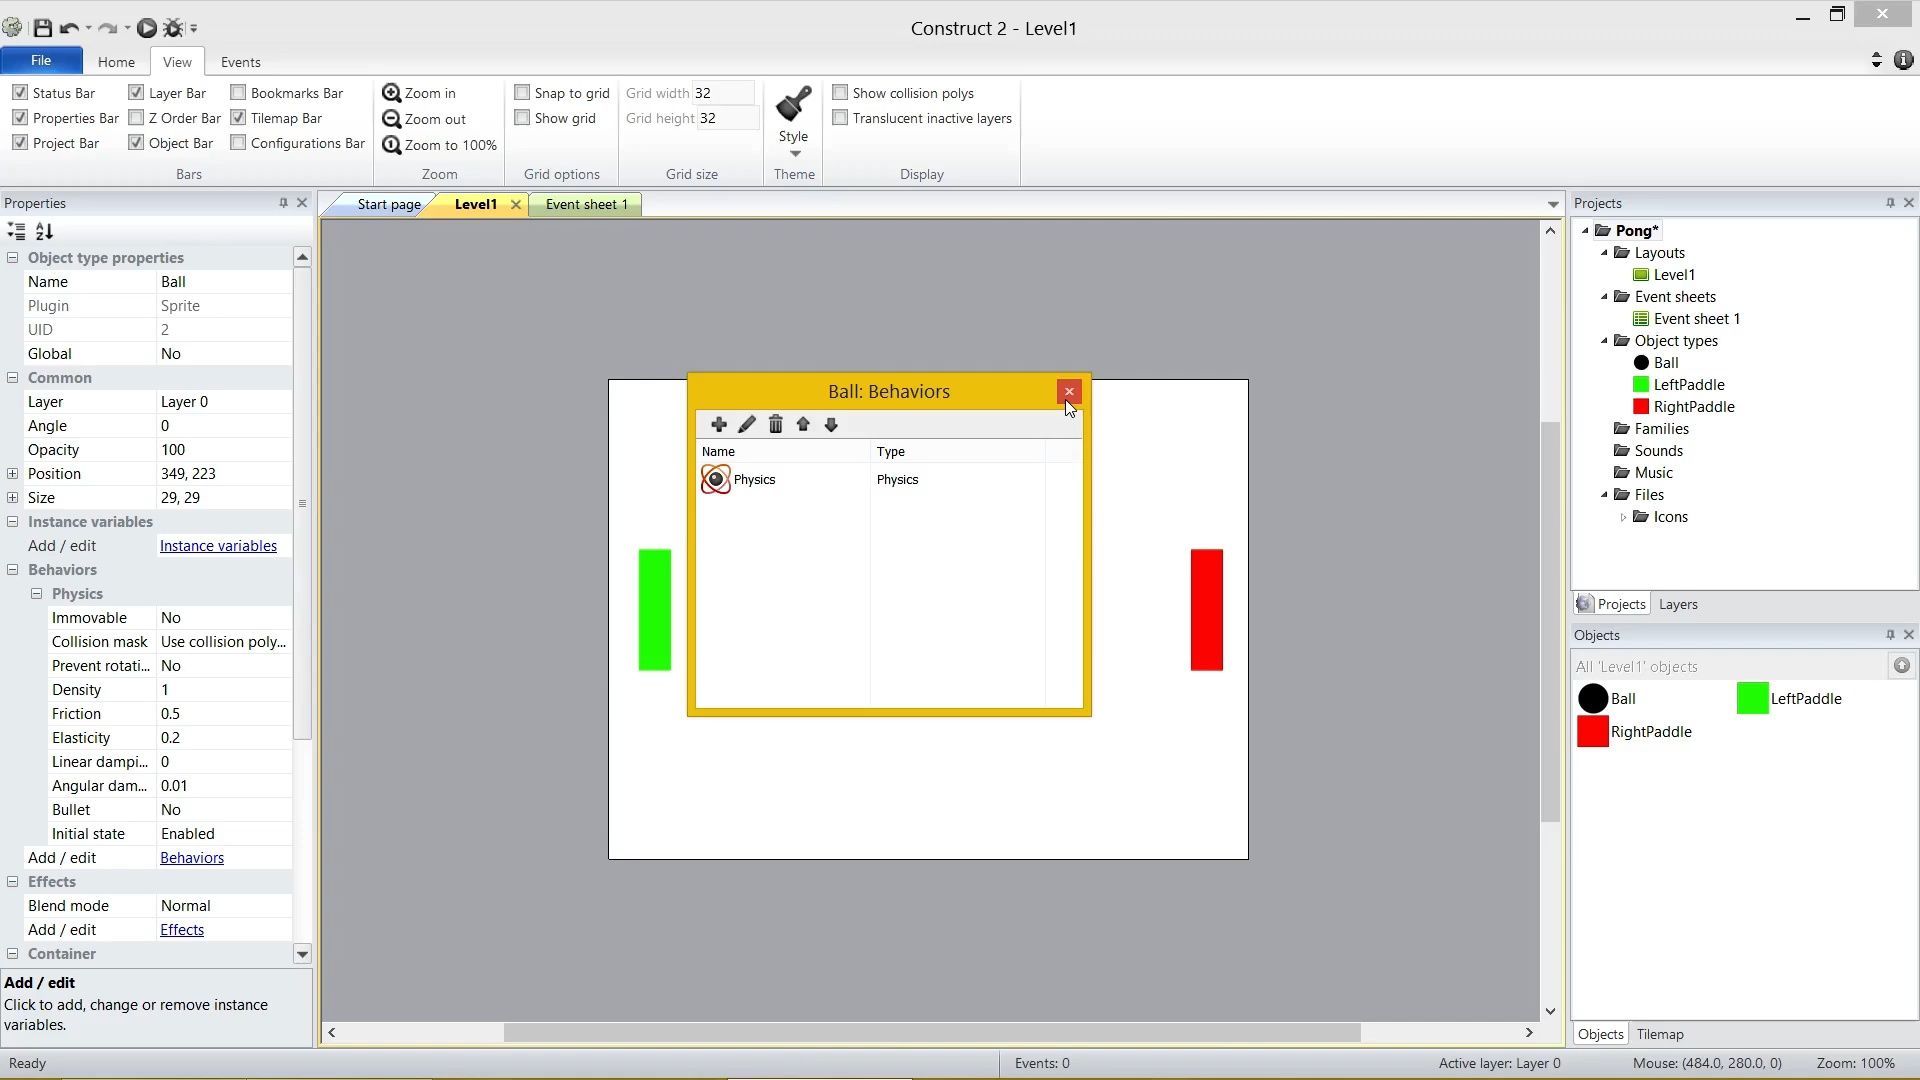 Construct 2 - Level1
File
Home
View
Events
Status Bar
Layer Bar
Bookmarks Bar
Zoom in
Snap to grid
Grid width 32
Show collision polys
Properties Bar
Z Order Bar
Tilemap Bar
Zoom out
Show grid
Grid height 32
Translucent inactive layers
Project Bar
Object Bar
Configurations Bar
Zoom to 100%
Style
Bars
Zoom
Grid options
Grid size
Theme
Display
Properties
Start page
Level1
Event sheet 1
Object type properties
Name Ball
Plugin Sprite
UID 2
Global No
Common
Layer Layer 0
Angle 0
Opacity 100
Position 349, 223
Size 29, 29
Instance variables
Add / edit Instance variables
Behaviors
Physics
Immovable No
Collision mask Use collision poly...
Prevent rotati... No
Density 1
Friction 0.5
Elasticity 0.2
Linear dampi... 0
Angular dam... 0.01
Bullet No
Initial state Enabled
Add / edit Behaviors
Effects
Blend mode Normal
Add / edit Effects
Container
Add / edit
Click to add, change or remove instance
variables.
Ball: Behaviors
Name Type
Physics Physics
Projects
Pong*
Layouts
Level1
Event sheets
Event sheet 1
Object types
Ball
LeftPaddle
RightPaddle
Families
Sounds
Music
Files
Icons
Projects
Layers
Objects
All 'Level1' objects
Ball
LeftPaddle
RightPaddle
Objects
Tilemap
Ready
Events: 0
Active layer: Layer 0
Mouse: (484.0, 280.0, 0)
Zoom: 100%